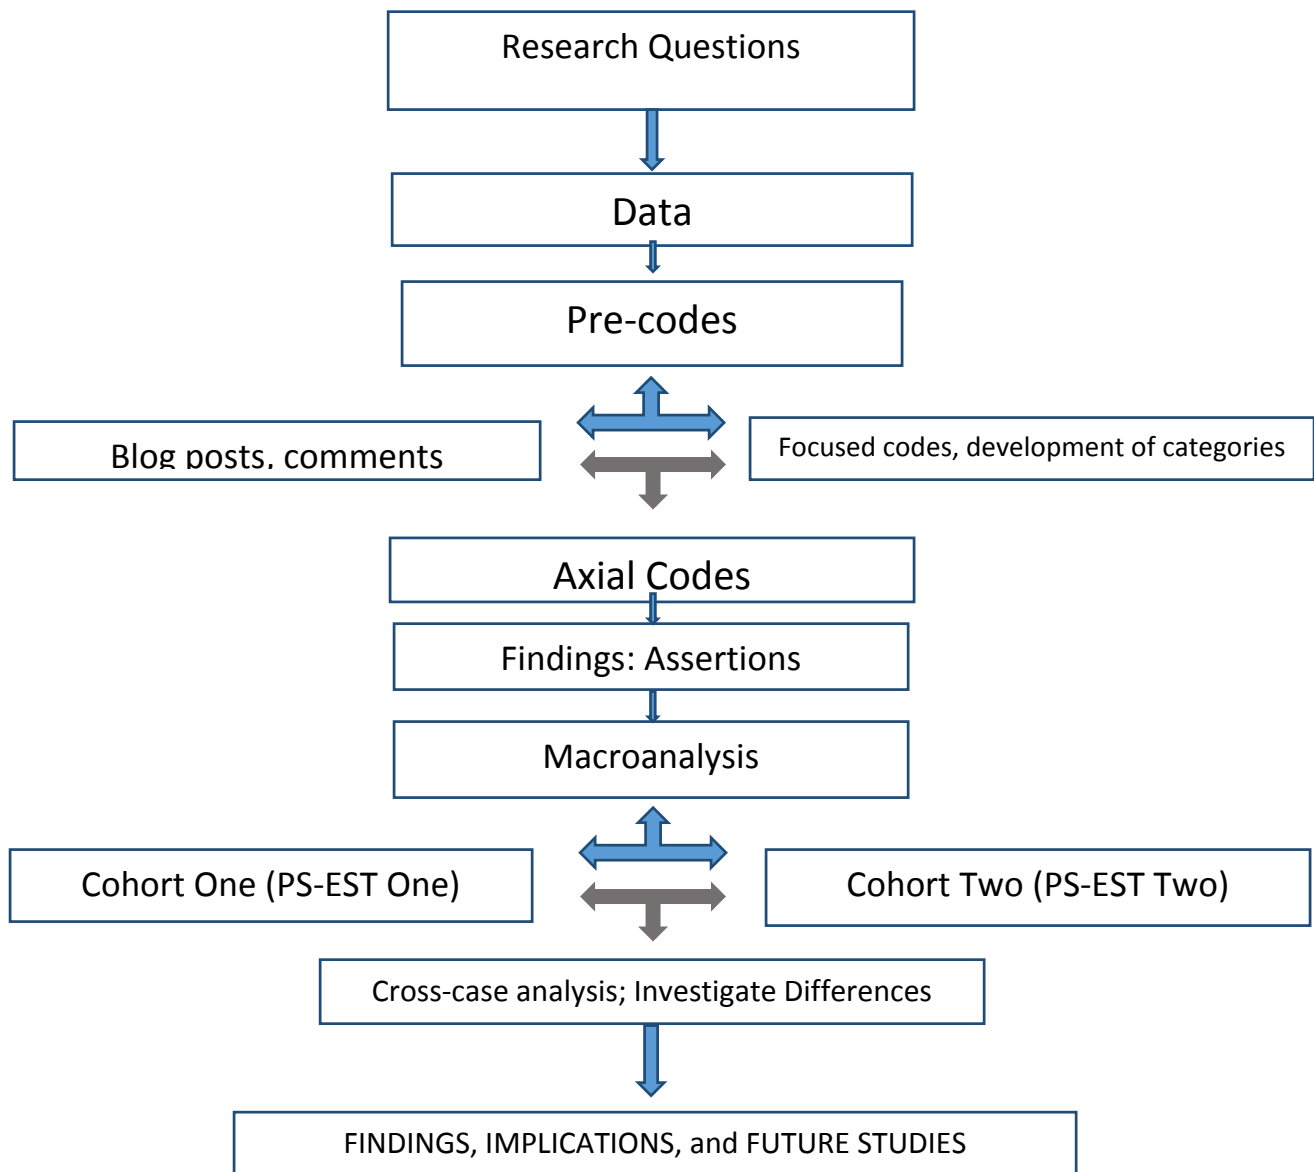 Research Questions
Data
Pre-codes
Blog posts, comments
Focused codes, development of categories
Axial Codes
Findings: Assertions
Macroanalysis
Cohort One (PS-EST One)
Cohort Two (PS-EST Two)
Cross-case analysis; Investigate Differences
FINDINGS, IMPLICATIONS, and FUTURE STUDIES